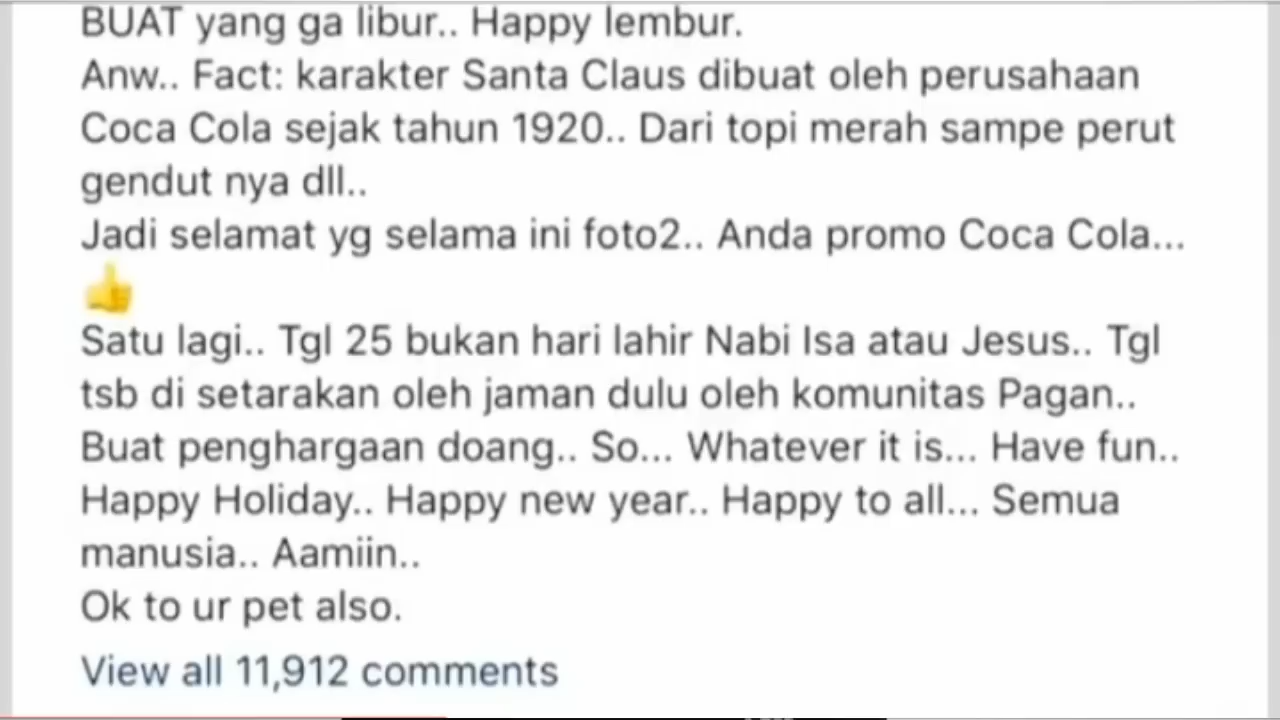 BUAT yang ga libur.. Happy lembur.
Anw.. Fact: karakter Santa Claus dibuat oleh perusahaan
Coca Cola sejak tahun 1920.. Dari topi merah sampe perut
gendut nya dll..
Jadi selamat yg selama ini foto2.. Anda promo Coca Cola...
👍
Satu lagi.. Tgl 25 bukan hari lahir Nabi Isa atau Jesus.. Tgl
tsb di setarakan oleh jaman dulu oleh komunitas Pagan..
Buat penghargaan doang.. So... Whatever it is... Have fun..
Happy Holiday.. Happy new year.. Happy to all... Semua
manusia.. Aamiin..
Ok to ur pet also.
View all 11,912 comments